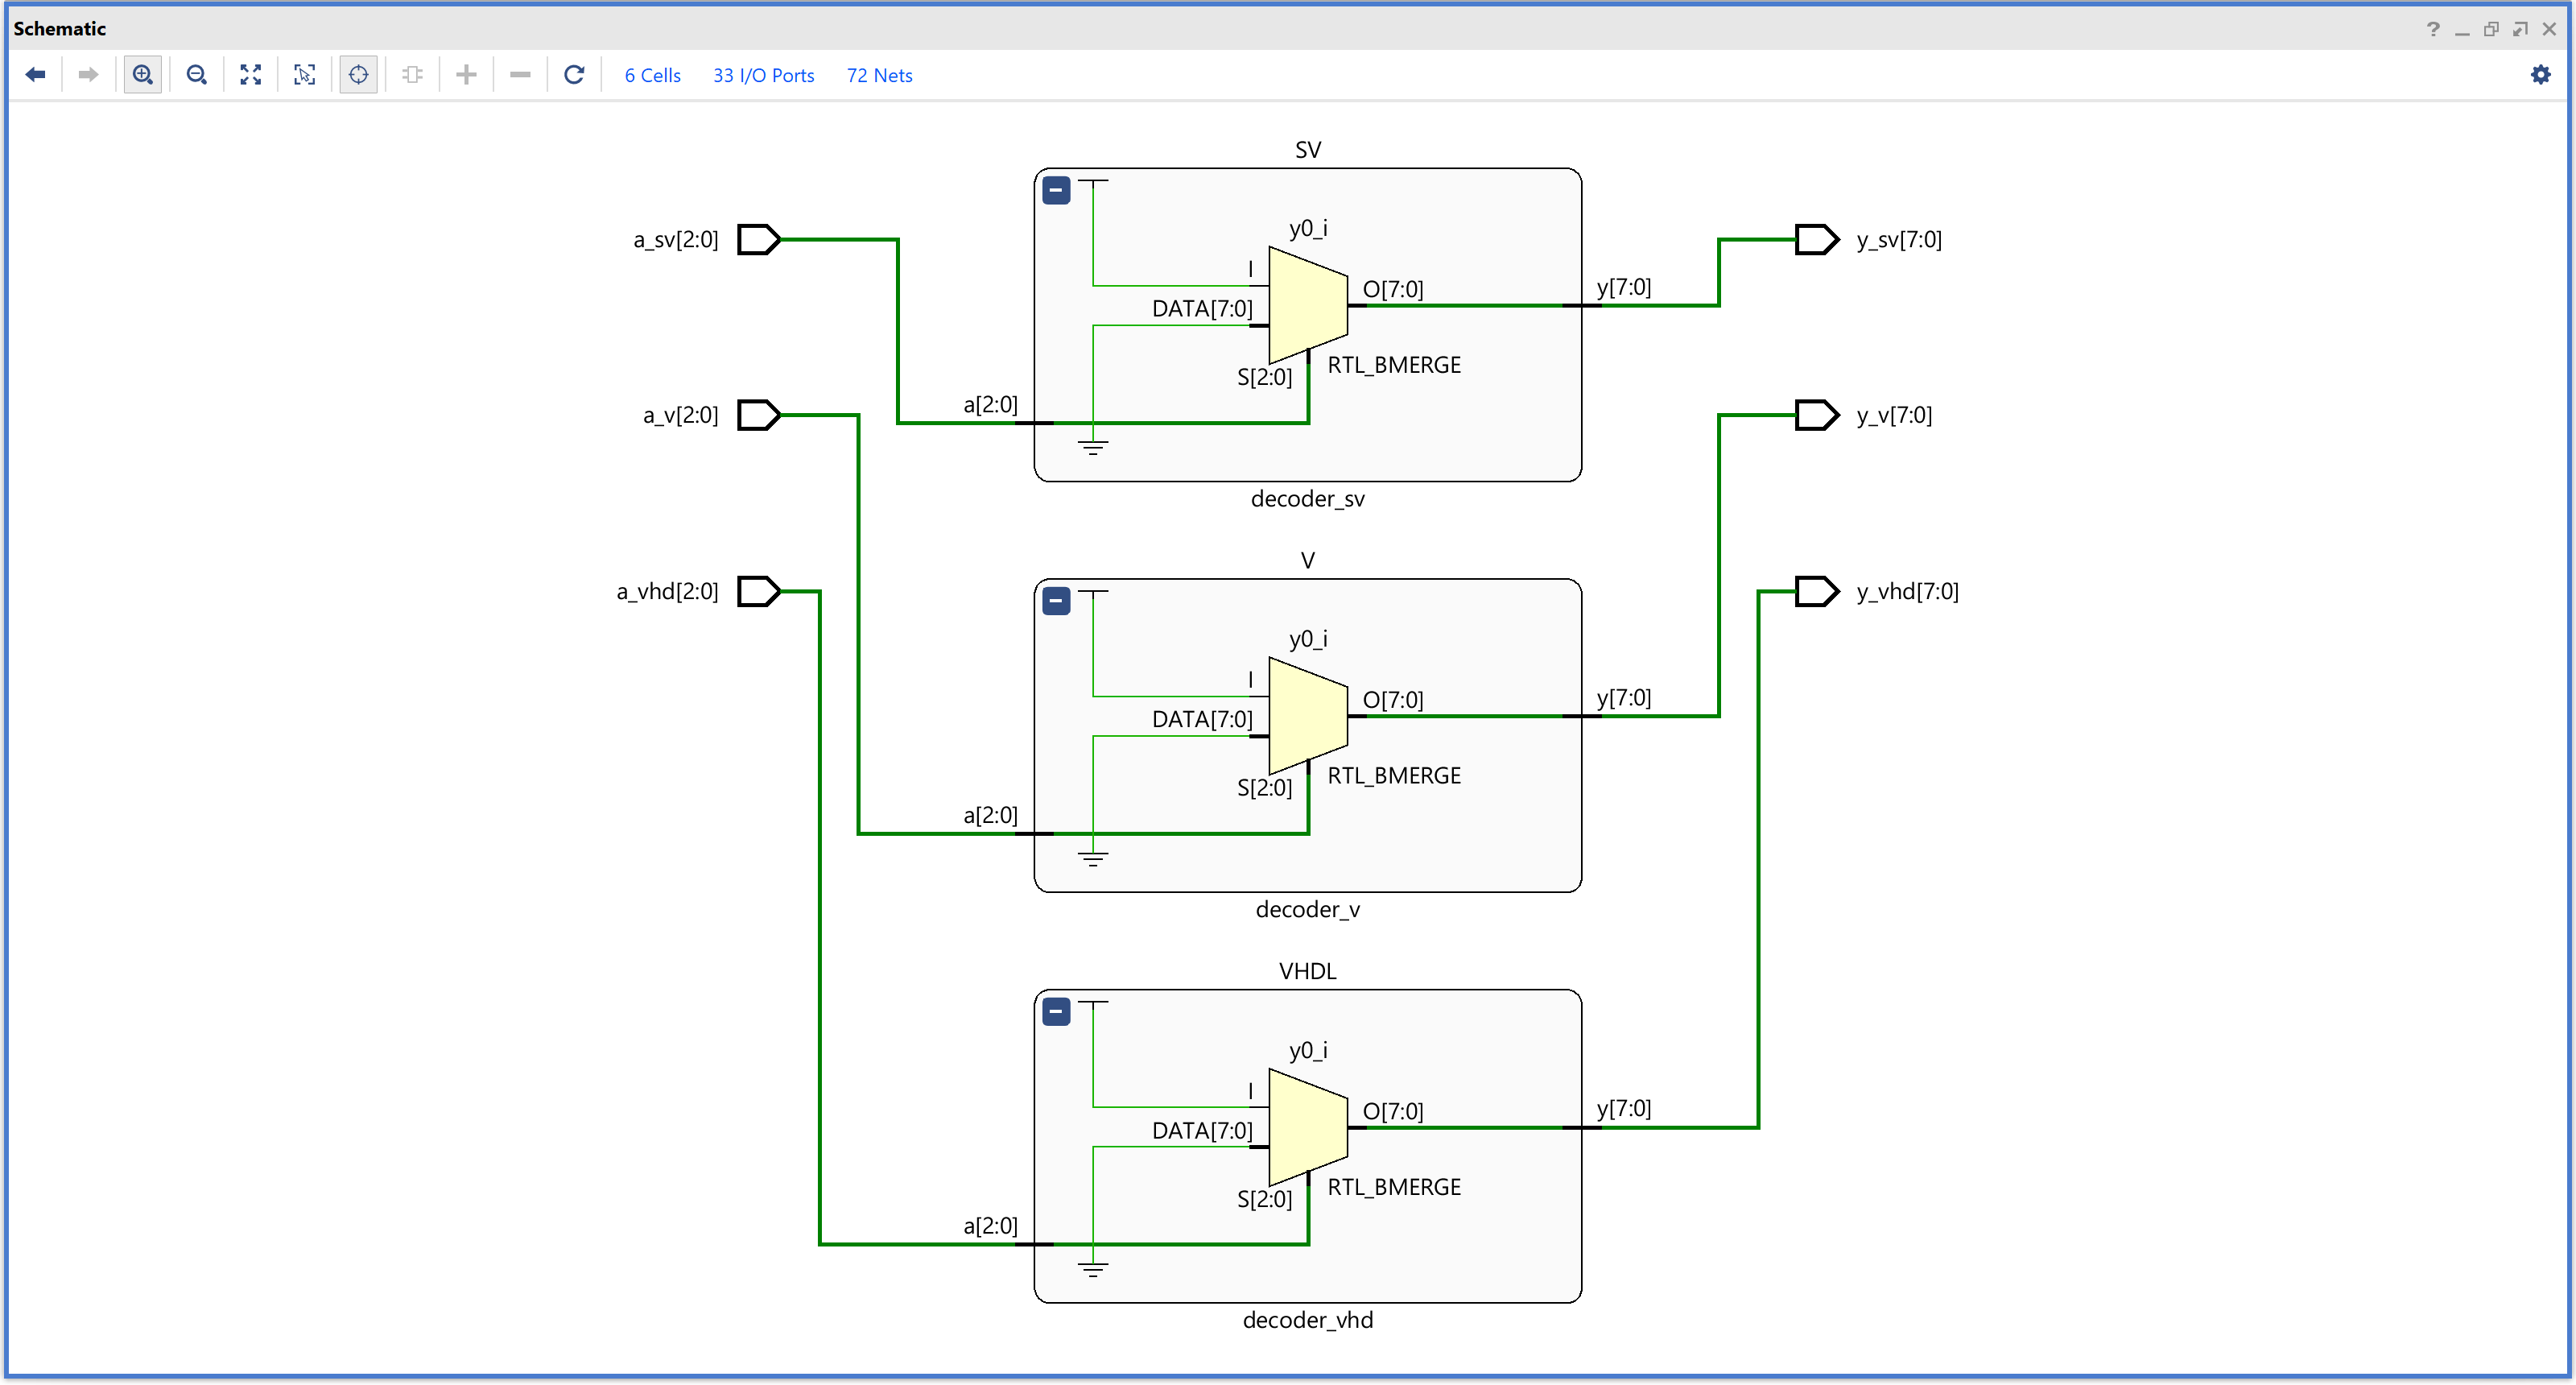 Schematic
6 Cells 33 I/O Ports 72 Nets
SV
a_sv[2:0]
y0_i
I
DATA[7:0]
O[7:0]
S[2:0]
RTL_BMERGE
a[2:0]
y[7:0]
y_sv[7:0]
decoder_sv
V
a_v[2:0]
y0_i
I
DATA[7:0]
O[7:0]
S[2:0]
RTL_BMERGE
a[2:0]
y[7:0]
y_v[7:0]
decoder_v
VHDL
a_vhd[2:0]
y0_i
I
DATA[7:0]
O[7:0]
S[2:0]
RTL_BMERGE
a[2:0]
y[7:0]
y_vhd[7:0]
decoder_vhd